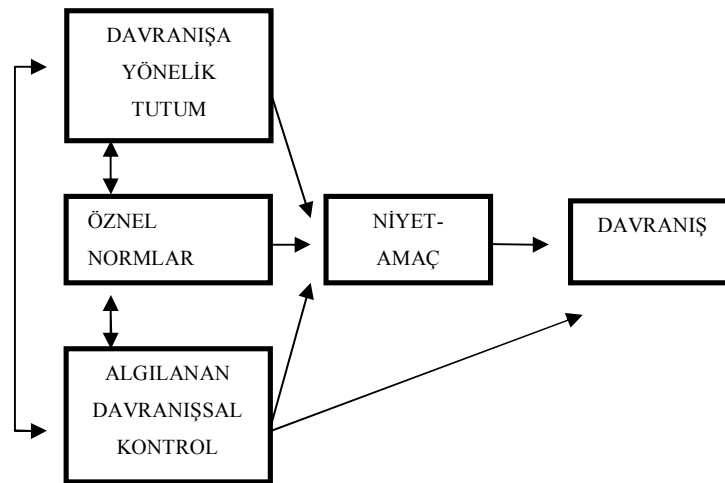 DAVRANIŞA
YÖNELİK
TUTUM
ÖZNEL
NORMLAR
NİYET-
AMAÇ
DAVRANIŞ
ALGILANAN
DAVRANIŞSAL
KONTROL